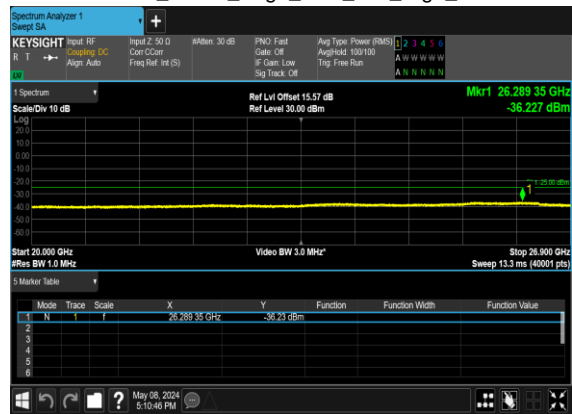 Spectrum Analyzer 1
Swept SA
+
KEYSIGHT
R T
LW
Input: RF
Coupling: DC
Align: Auto
Input Z: 50 Ω
Corr CCorr
Freq Ref: Int (S)
#Atten: 30 dB
PNO: Fast
Gate: Off
IF Gain: Low
Sig Track: Off
Avg Type: Power (RMS)
Avg|Hold: 100/100
Trig: Free Run
1 2 3 4 5 6
A W W W W W
A N N N N N
1 Spectrum
Scale/Div 10 dB
Ref Lvl Offset 15.57 dB
Ref Level 30.00 dBm
Mkr1 26.289 35 GHz
-36.227 dBm
Log
20.0
10.0
0.00
-10.0
-20.0
-30.0
-40.0
-50.0
-60.0
1
-25.00 dBm
Start 20.000 GHz
#Res BW 1.0 MHz
Video BW 3.0 MHz*
Stop 26.900 GHz
Sweep 13.3 ms (40001 pts)
5 Marker Table
Mode Trace Scale X Y Function Function Width Function Value
1 N 1 f 26.289 35 GHz -36.23 dBm
2
3
4
5
6
?
May 08, 2024
5:10:46 PM